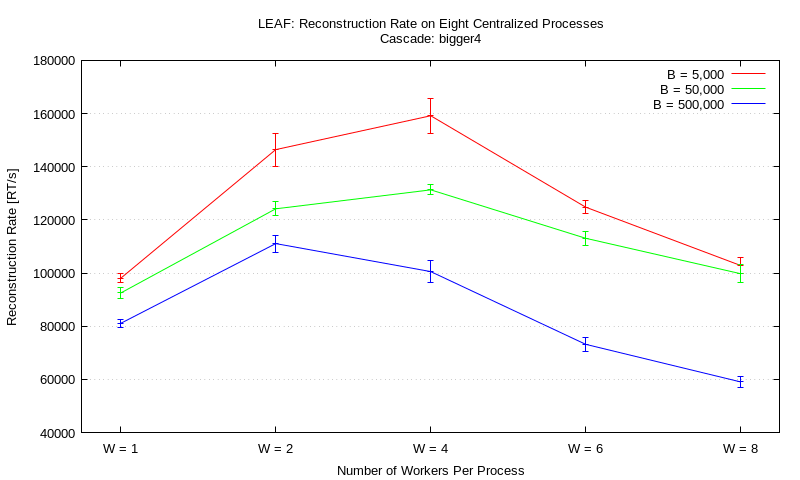 LEAF: Reconstruction Rate on Eight Centralized Processes
Cascade: bigger4
180000
160000
140000
120000
100000
80000
60000
40000
Reconstruction Rate [RT/s]
B = 5,000
B = 50,000
B = 500,000
W = 1
W = 2
W = 4
W = 6
W = 8
Number of Workers Per Process